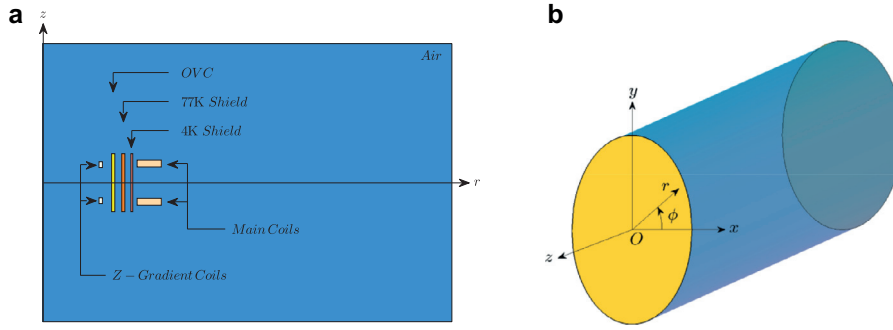 a
z
Air
OVC
77K Shield
4K Shield
r
Main Coils
Z - Gradient Coils
b
y
r
ϕ
O
x
z